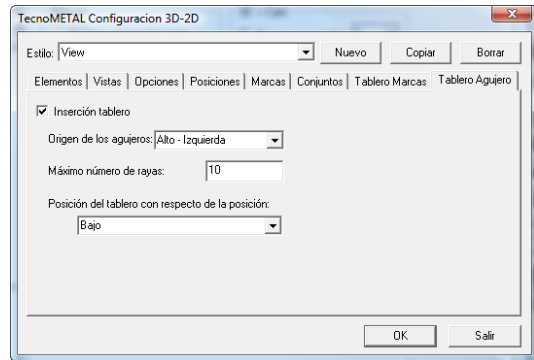 TecnoMETAL Configuracion 3D-2D
Estilo: View Nuevo Copiar Borrar
Elementos Vistas Opciones Posiciones Marcas Conjuntos Tablero Marcas Tablero Agujero
Inserción tablero
Origen de los agujeros: Alto - Izquierda
Máximo número de rayas: 10
Posición del tablero con respecto de la posición:
Bajo
OK Salir